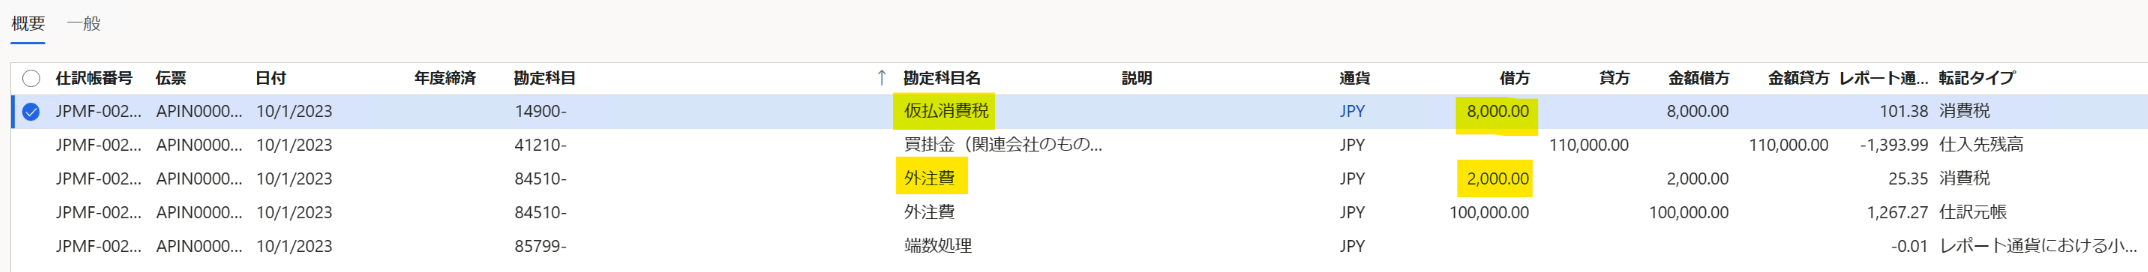 概要 一般
仕訳帳番号 伝票 日付 年度締済 勘定科目 ↑ 勘定科目名 説明 通貨 借方 貸方 金額借方 金額貸方 レポート通... 転記タイプ
JPMF-002... APIN0000... 10/1/2023 14900- 仮払消費税 JPY 8,000.00 8,000.00 101.38 消費税
JPMF-002... APIN0000... 10/1/2023 41210- 買掛金（関連会社のもの... JPY 110,000.00 110,000.00 -1,393.99 仕入先残高
JPMF-002... APIN0000... 10/1/2023 84510- 外注費 JPY 2,000.00 2,000.00 25.35 消費税
JPMF-002... APIN0000... 10/1/2023 84510- 外注費 JPY 100,000.00 100,000.00 1,267.27 仕訳元帳
JPMF-002... APIN0000... 10/1/2023 85799- 端数処理 JPY -0.01 レポート通貨における小...